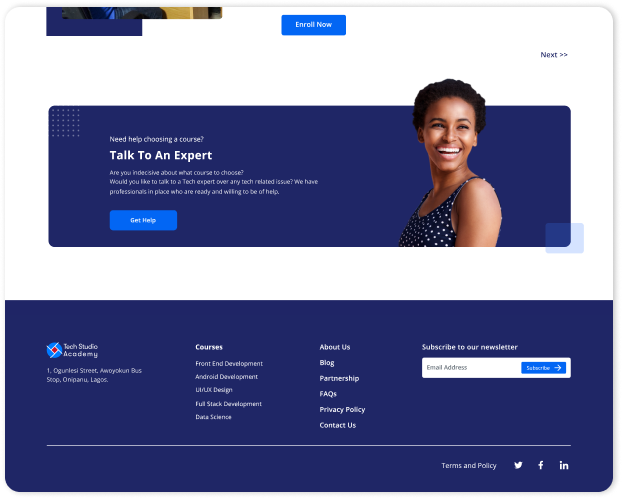 Enroll Now
Next >>
Need help choosing a course?
Talk To An Expert
Are you indecisive about what course to choose?
Would you like to talk to a Tech expert over any tech related issue? We have
professionals in place who are ready and willing to be of help.
Get Help
Tech Studio
Academy
1, Ogunlesi Street, Awoyokun Bus
Stop, Onipanu, Lagos.
Courses
Front End Development
Android Development
UI/UX Design
Full Stack Development
Data Science
About Us
Blog
Partnership
FAQs
Privacy Policy
Contact Us
Subscribe to our newsletter
Email Address
Subscribe
Terms and Policy